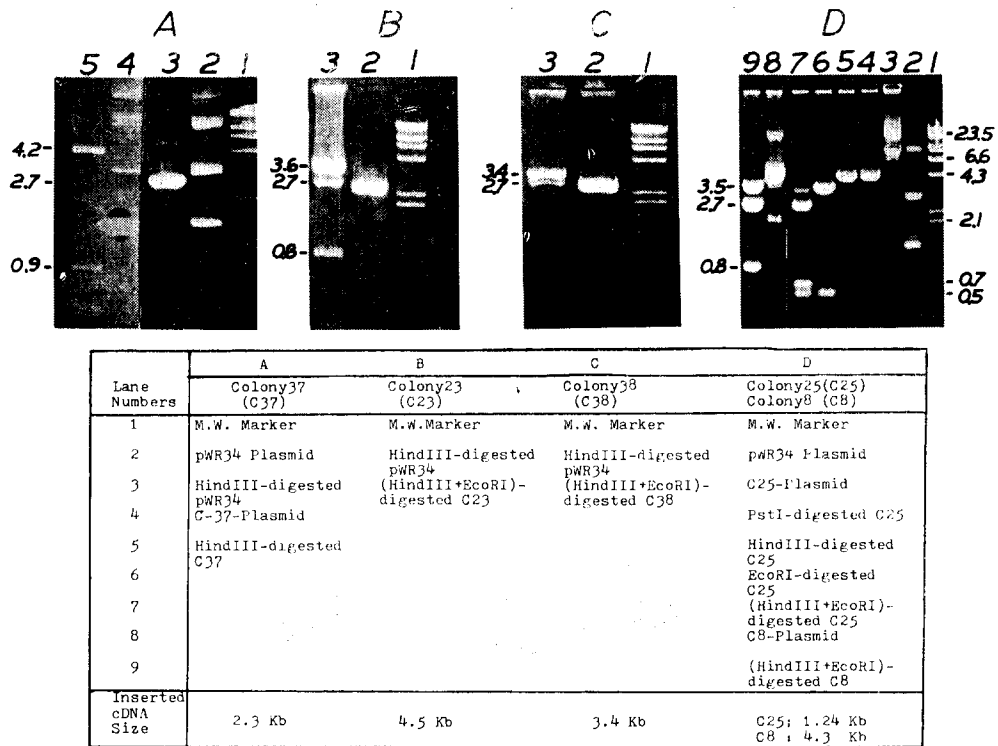 A
B
C
D
5 4 3 2 1
3 2 1
3 2 1
9 8 7 6 5 4 3 2 1
4.2-
2.7-
0.9-
3.6-
2.7-
0.8-
3.4-
2.7-
3.5-
2.7-
0.8-
-23.5
-6.6
-4.3
-2.1
-0.7
-0.5
A B C D
Lane Numbers Colony37 (C37) Colony23 (C23) Colony38 (C38) Colony25(C25) Colony8 (C8)
1 M.W. Marker M.W.Marker M.W. Marker M.W. Marker
2 pWR34 Plasmid HindIII-digested pWR34 HindIII-digested pWR34 pWR34 Plasmid
3 HindIII-digested pWR34 (HindIII+EcoRI)-digested C23 (HindIII+EcoRI)-digested C38 C25-Plasmid
4 C-37-Plasmid PstI-digested C25
5 HindIII-digested C37 HindIII-digested C25
6 EcoRI-digested C25
7 (HindIII+EcoRI)-digested C25
8 C8-Plasmid
9 (HindIII+EcoRI)-digested C8
Inserted cDNA Size 2.3 Kb 4.5 Kb 3.4 Kb C25; 1.24 Kb C8 ; 4.3 Kb